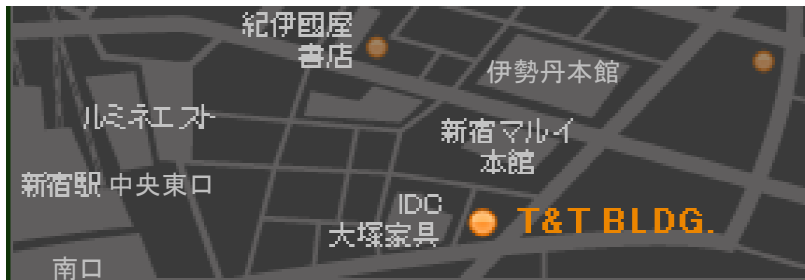 紀伊國屋
書店
伊勢丹本館
ルミネエスト
新宿マルイ
本館
新宿駅 中央東口
IDC
大塚家具
T&T BLDG.
南口